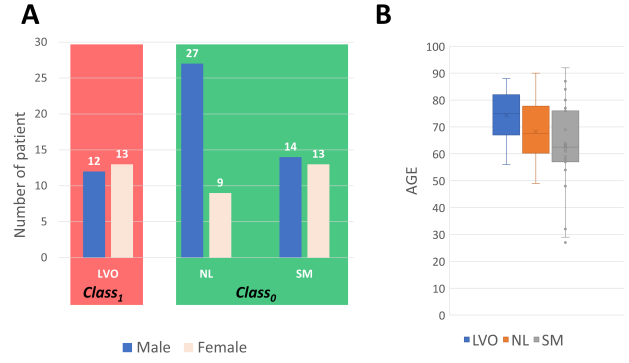 A
Number of patient
30
25
20
15
10
5
0
12
13
27
9
14
13
LVO
NL
SM
Class1
Class0
Male
Female
B
AGE
100
90
80
70
60
50
40
30
20
10
0
LVO
NL
SM